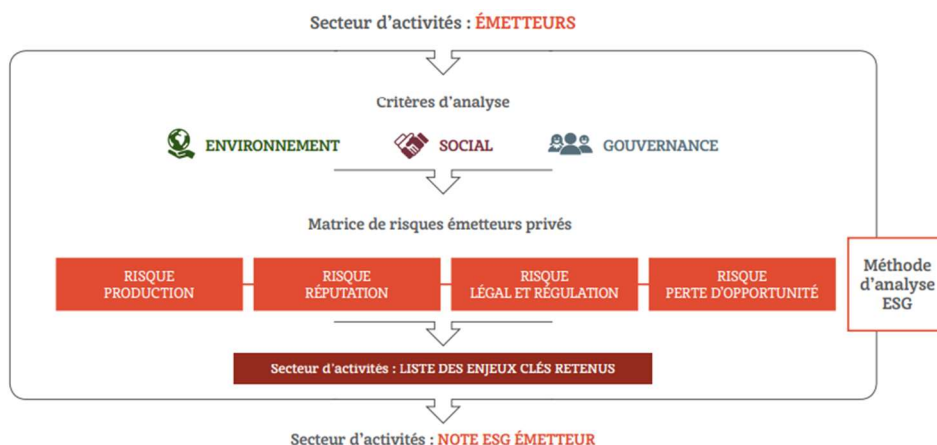 Secteur d'activités : ÉMETTEURS
Critères d'analyse
ENVIRONNEMENT
SOCIAL
GOUVERNANCE
Matrice de risques émetteurs privés
RISQUE
PRODUCTION
RISQUE
RÉPUTATION
RISQUE
LÉGAL ET RÉGULATION
RISQUE
PERTE D'OPPORTUNITÉ
Méthode
d'analyse
ESG
Secteur d'activités : LISTE DES ENJEUX CLÉS RETENUS
Secteur d'activités : NOTE ESG ÉMETTEUR